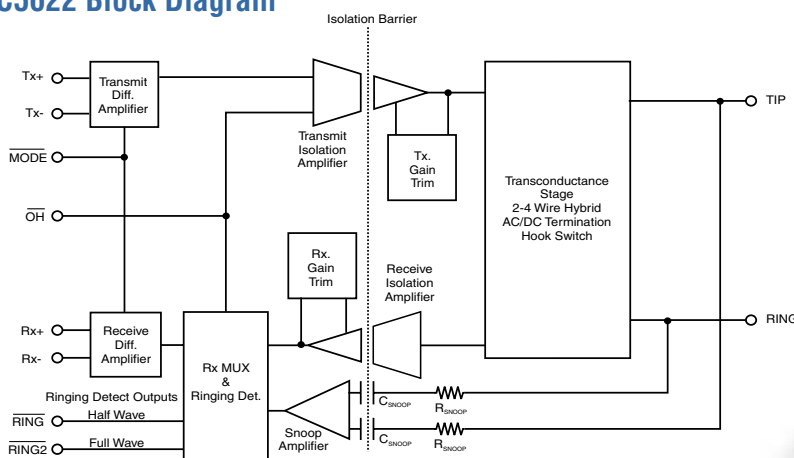 C5622 Block Diagram
Isolation Barrier
Tx+
Tx-
MODE
OH
Transmit
Diff.
Amplifier
Transmit
Isolation
Amplifier
Tx.
Gain
Trim
Transconductance
Stage
2-4 Wire Hybrid
AC/DC Termination
Hook Switch
TIP
RING
Rx.
Gain
Trim
Receive
Isolation
Amplifier
Rx+
Rx-
Receive
Diff.
Amplifier
Rx MUX
&
Ringing Det.
Ringing Detect Outputs
RING
Half Wave
RING2
Full Wave
Snoop
Amplifier
CSNOOP
RSNOOP
CSNOOP
RSNOOP